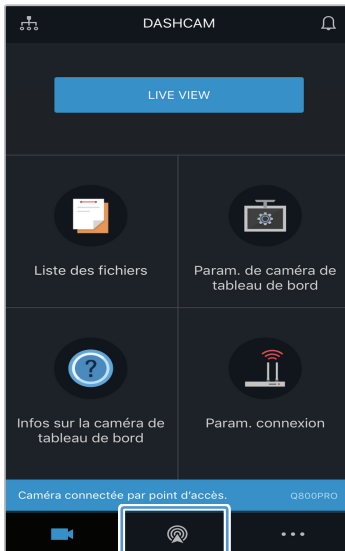 DASHCAM
LIVE VIEW
Liste des fichiers
Param. de caméra de
tableau de bord
Infos sur la caméra de
tableau de bord
Param. connexion
Caméra connectée par point d'accès. Q800PRO